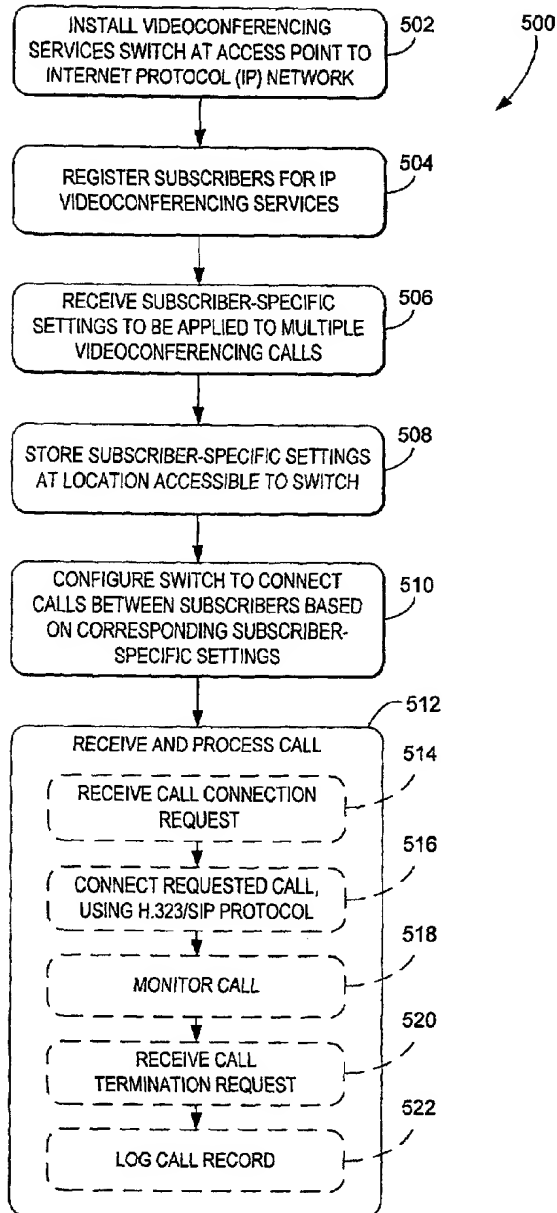 500
INSTALL VIDEOCONFERENCING
SERVICES SWITCH AT ACCESS POINT TO
INTERNET PROTOCOL (IP) NETWORK
502
REGISTER SUBSCRIBERS FOR IP
VIDEOCONFERENCING SERVICES
504
RECEIVE SUBSCRIBER-SPECIFIC
SETTINGS TO BE APPLIED TO MULTIPLE
VIDEOCONFERENCING CALLS
506
STORE SUBSCRIBER-SPECIFIC SETTINGS
AT LOCATION ACCESSIBLE TO SWITCH
508
CONFIGURE SWITCH TO CONNECT
CALLS BETWEEN SUBSCRIBERS BASED
ON CORRESPONDING SUBSCRIBER-
SPECIFIC SETTINGS
510
512
RECEIVE AND PROCESS CALL
RECEIVE CALL CONNECTION
REQUEST
514
CONNECT REQUESTED CALL,
USING H.323/SIP PROTOCOL
516
MONITOR CALL
518
RECEIVE CALL
TERMINATION REQUEST
520
LOG CALL RECORD
522